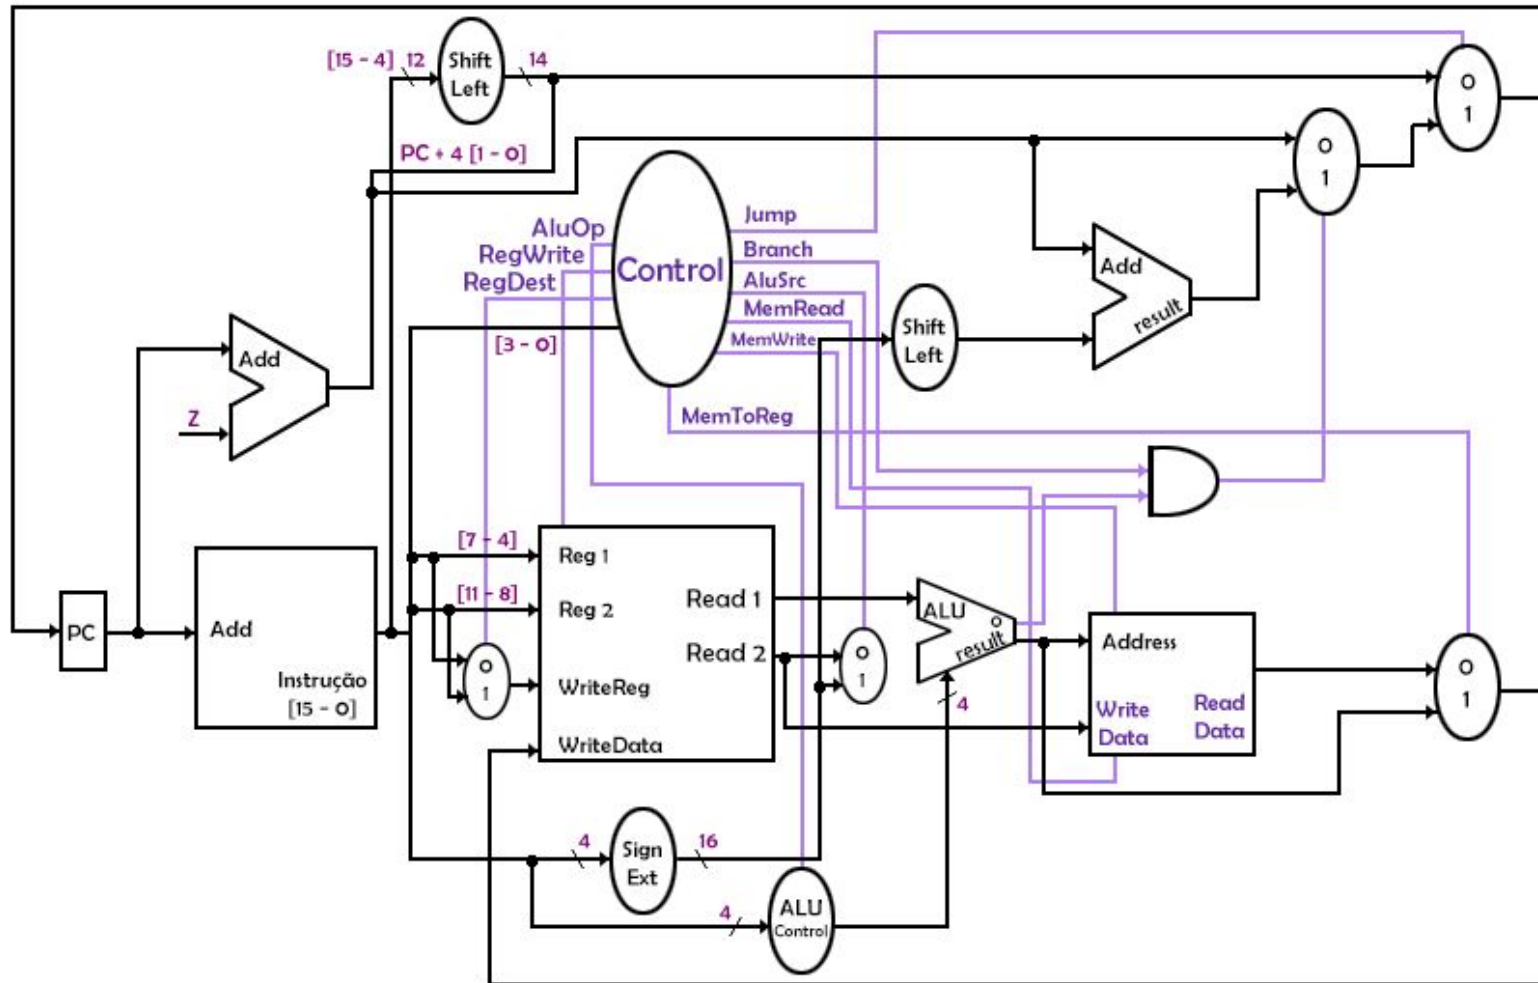 [15 - 4] 12
Shift
Left
14
0
1
PC + 4 [1 - 0]
0
1
Jump
AluOp
RegWrite
RegDest
Control
Branch
AluSrc
MemRead
MemWrite
[3 - 0]
MemToReg
Add
result
Shift
Left
Add
Z
[7 - 4]
[11 - 8]
Reg 1
Reg 2
Read 1
Read 2
WriteReg
WriteData
0
1
PC
Add
Instrução
[15 - 0]
0
1
ALU
0
result
4
Address
Write
Data
Read
Data
0
1
4
Sign
Ext
16
4
ALU
Control